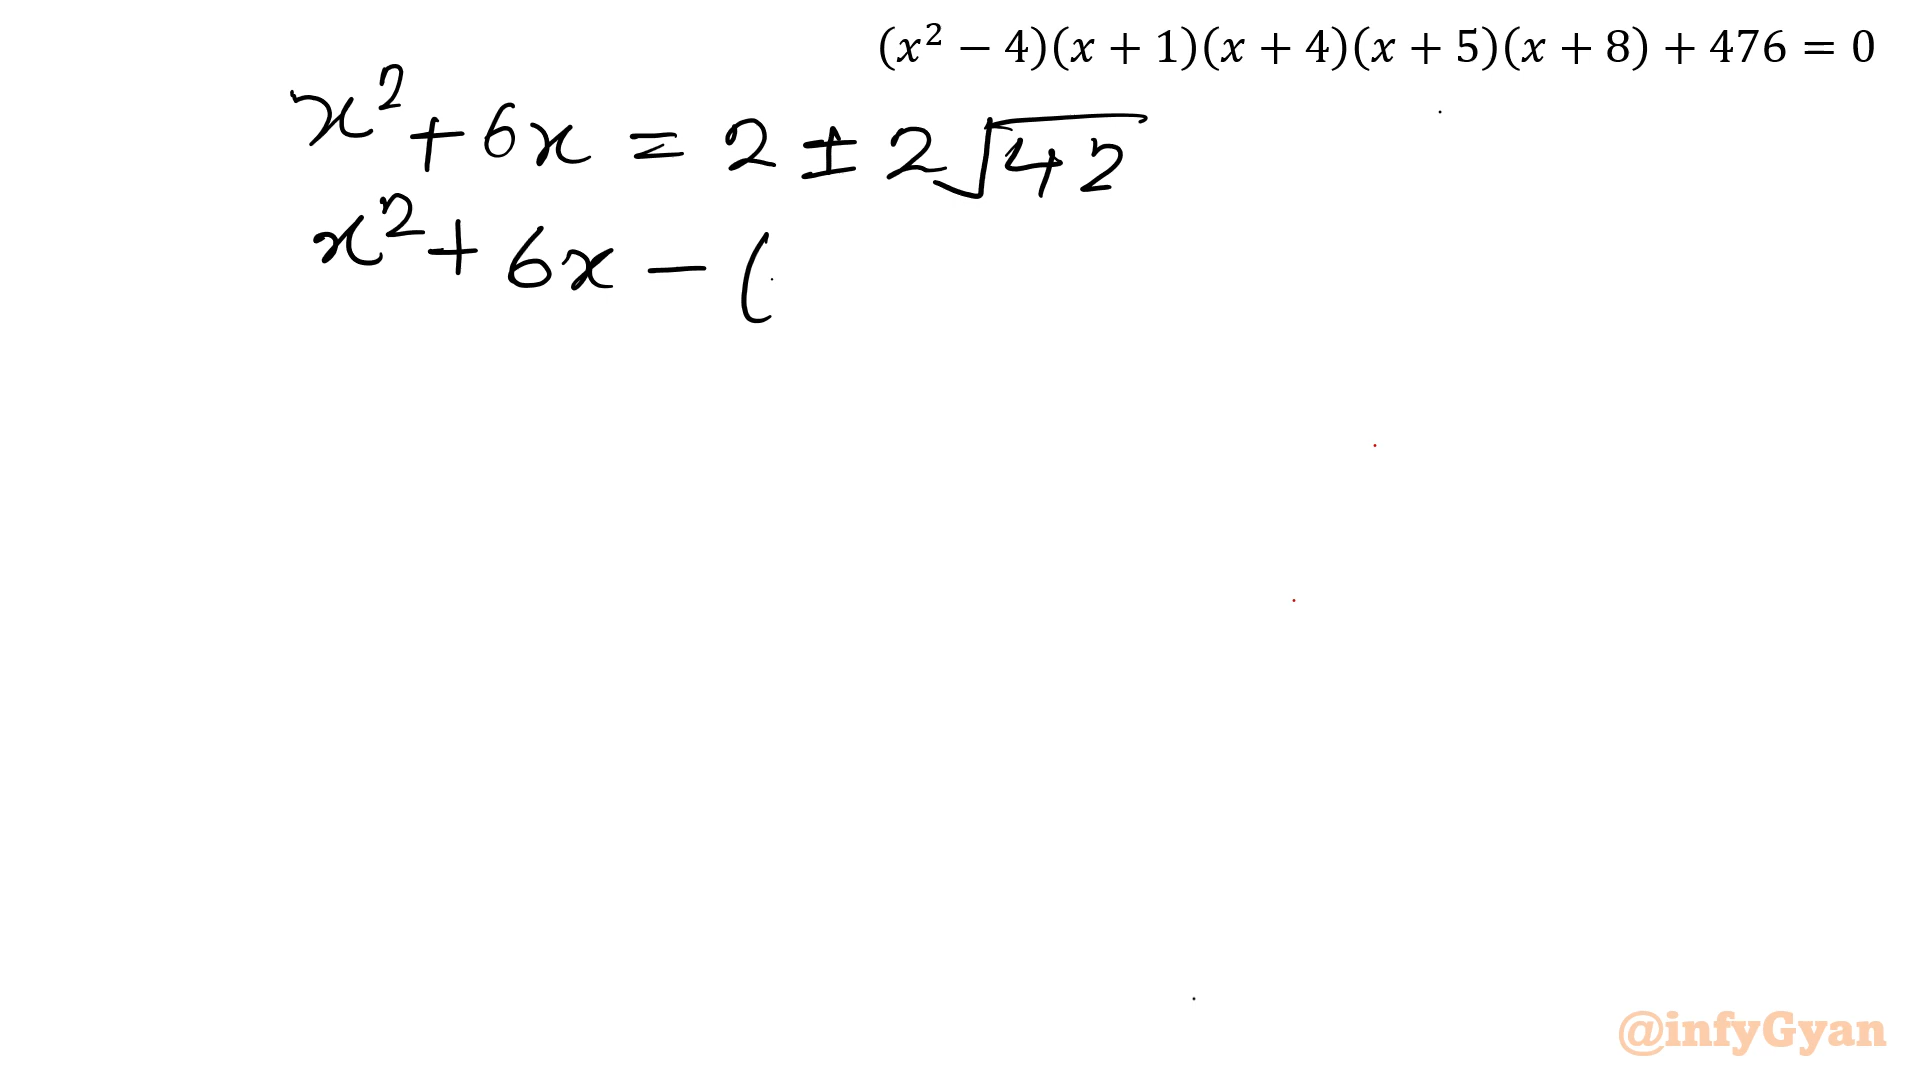 (x² − 4)(x + 1)(x + 4)(x + 5)(x + 8) + 476 = 0
x² + 6x = 2 ± 2√42
x² + 6x − (
@infyGyan